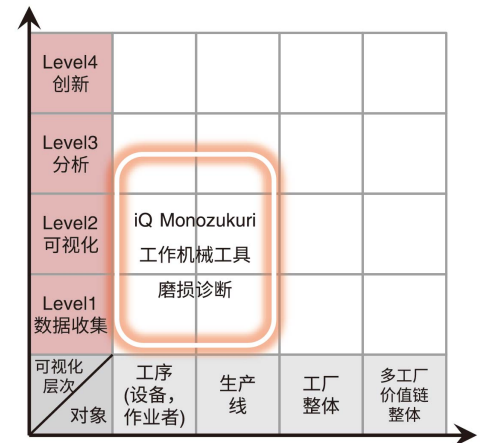 Level4
创新
Level3
分析
Level2
可视化
Level1
数据收集
iQ Monozukuri
工作机械工具
磨损诊断
可视化
层次
对象
工序
(设备，
作业者)
生产
线
工厂
整体
多工厂
价值链
整体